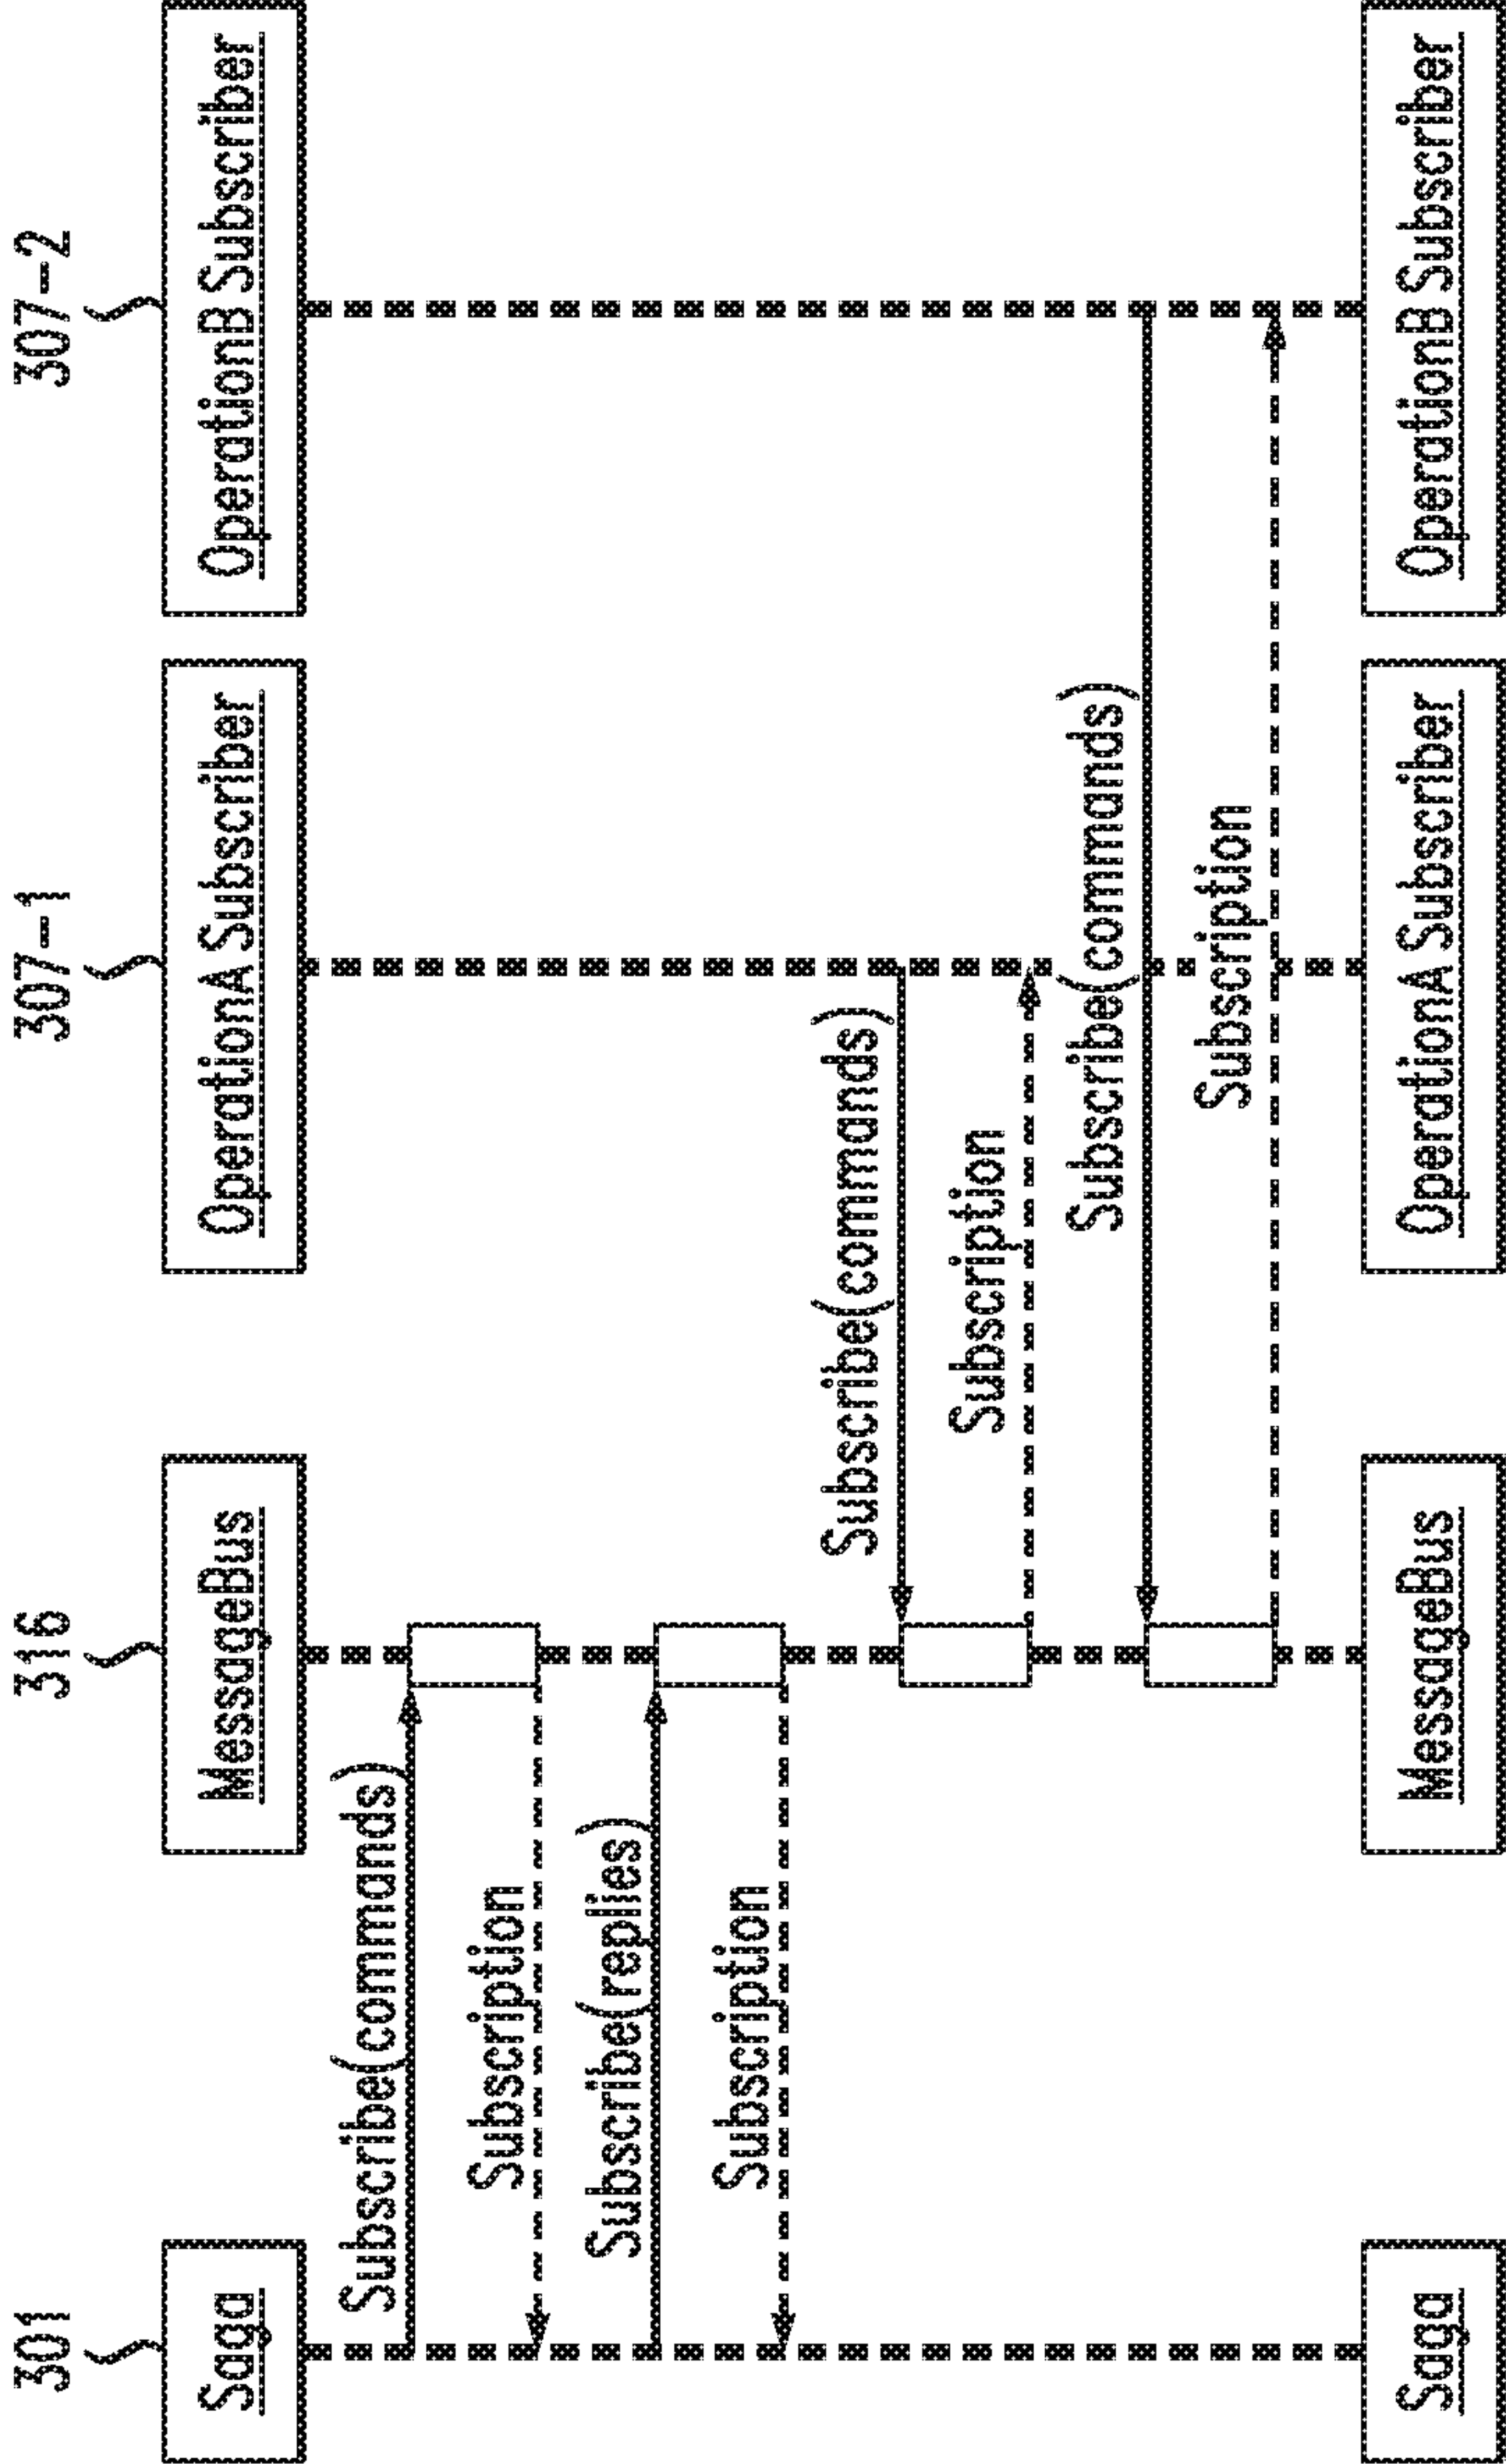 301
316
307-1
307-2
Saga
MessageBus
OperationA Subscriber
OperationB Subscriber
Subscribe(commands)
Subscription
Subscribe(replies)
Subscription
Subscribe(commands)
Subscription
Subscribe(commands)
Subscription
Saga
MessageBus
OperationA Subscriber
OperationB Subscriber